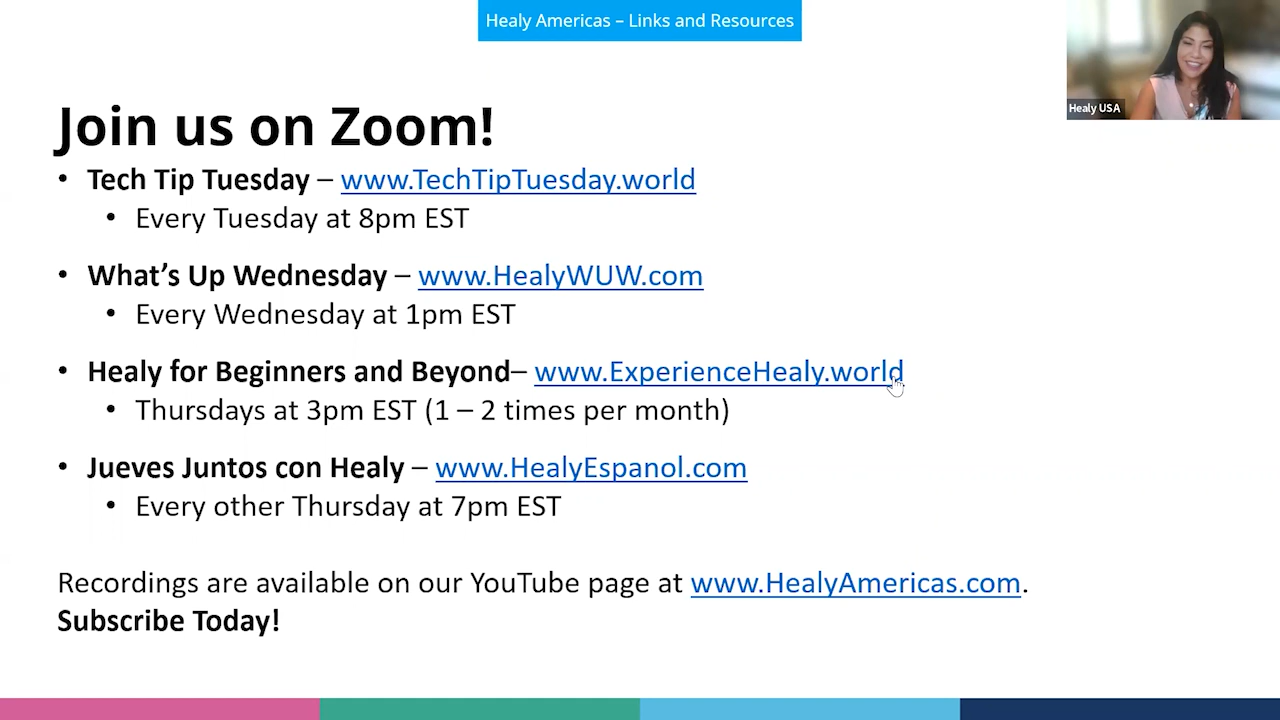 Healy Americas – Links and Resources
Healy USA
Join us on Zoom!
• Tech Tip Tuesday – www.TechTipTuesday.world
• Every Tuesday at 8pm EST
• What's Up Wednesday – www.HealyWUW.com
• Every Wednesday at 1pm EST
• Healy for Beginners and Beyond– www.ExperienceHealy.world
• Thursdays at 3pm EST (1 – 2 times per month)
• Jueves Juntos con Healy – www.HealyEspanol.com
• Every other Thursday at 7pm EST
Recordings are available on our YouTube page at www.HealyAmericas.com.
Subscribe Today!